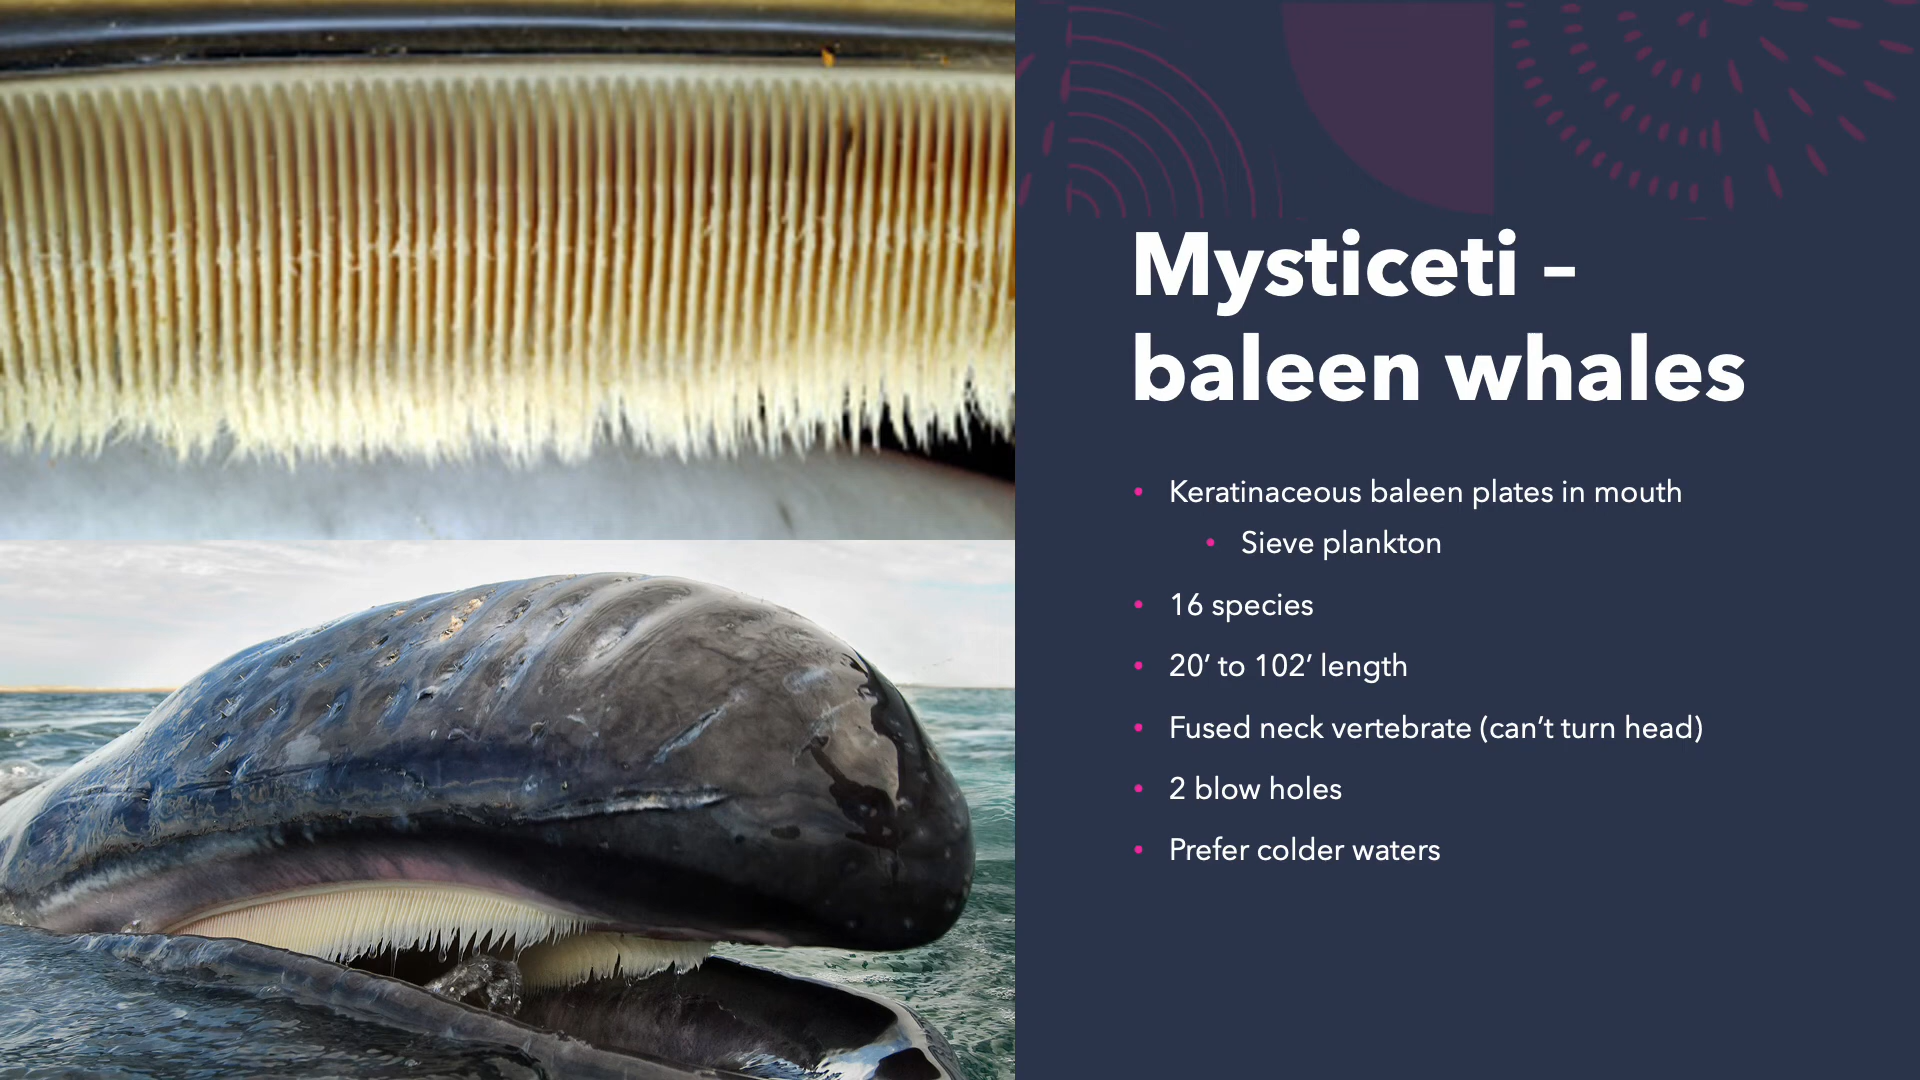 Mysticeti –
baleen whales
• Keratinaceous baleen plates in mouth
• Sieve plankton
• 16 species
• 20’ to 102’ length
• Fused neck vertebrate (can’t turn head)
• 2 blow holes
• Prefer colder waters